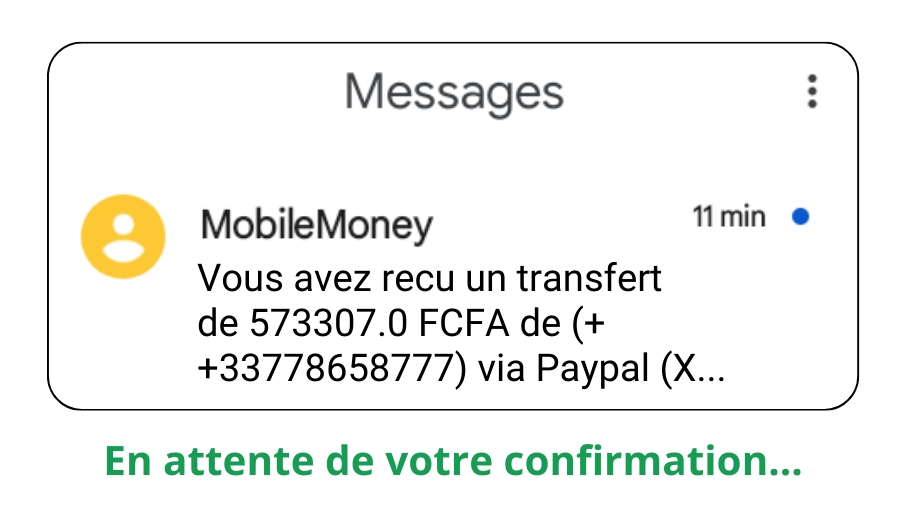 Messages
MobileMoney
11 min
Vous avez recu un transfert
de 573307.0 FCFA de (+
+33778658777) via Paypal (X...
En attente de votre confirmation...